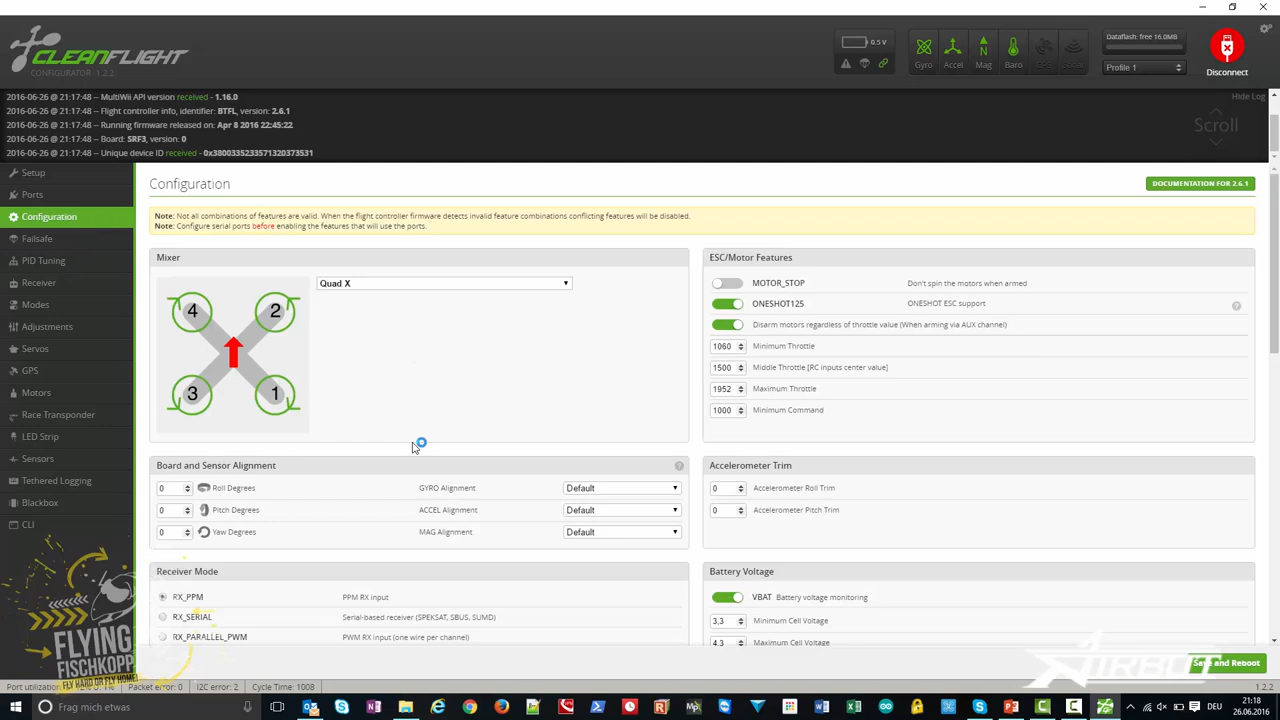 CLEANFLIGHT
CONFIGURATOR 1.2.2
0.5 V
Gyro
Accel
Mag
Baro
Dataflash: free 16.0MB
Profile 1
Disconnect
2016-06-26 @ 21:17:48 -- MultiWii API version received - 1.16.0
Hide Log
2016-06-26 @ 21:17:48 -- Flight controller info, identifier: BTFL, version: 2.6.1
2016-06-26 @ 21:17:48 -- Running firmware released on: Apr 8 2016 22:45:22
Scroll
2016-06-26 @ 21:17:48 -- Board: SRF3, version: 0
2016-06-26 @ 21:17:48 -- Unique device ID received - 0x3800335233571320373531
Setup
Ports
Configuration
Failsafe
PID Tuning
Receiver
Modes
Adjustments
Servos
GPS
Motors
Race Transponder
LED Strip
Sensors
Tethered Logging
Blackbox
CLI
Configuration
DOCUMENTATION FOR 2.6.1
Note: Not all combinations of features are valid. When the flight controller firmware detects invalid feature combinations conflicting features will be disabled.
Note: Configure serial ports before enabling the features that will use the ports.
Mixer
Quad X
4 2
3 1
ESC/Motor Features
MOTOR_STOP Don't spin the motors when armed
ONESHOT125 ONESHOT ESC support
Disarm motors regardless of throttle value (When arming via AUX channel)
1060 Minimum Throttle
1500 Middle Throttle [RC inputs center value]
1952 Maximum Throttle
1000 Minimum Command
Board and Sensor Alignment
0 Roll Degrees GYRO Alignment Default
0 Pitch Degrees ACCEL Alignment Default
0 Yaw Degrees MAG Alignment Default
Accelerometer Trim
0 Accelerometer Roll Trim
0 Accelerometer Pitch Trim
Receiver Mode
RX_PPM PPM RX input
RX_SERIAL Serial-based receiver (SPEKSAT, SBUS, SUMD)
RX_PARALLEL_PWM PWM RX input (one wire per channel)
Battery Voltage
VBAT Battery voltage monitoring
3,3 Minimum Cell Voltage
4,3 Maximum Cell Voltage
FLYING
FISCHKOPP
FLY HARD OR FLY HOME!
AIRBOT
Save and Reboot
Packet error: 0 I2C error: 2 Cycle Time: 1008
1.2.2
Frag mich etwas
DEU
21:18
26.06.2016